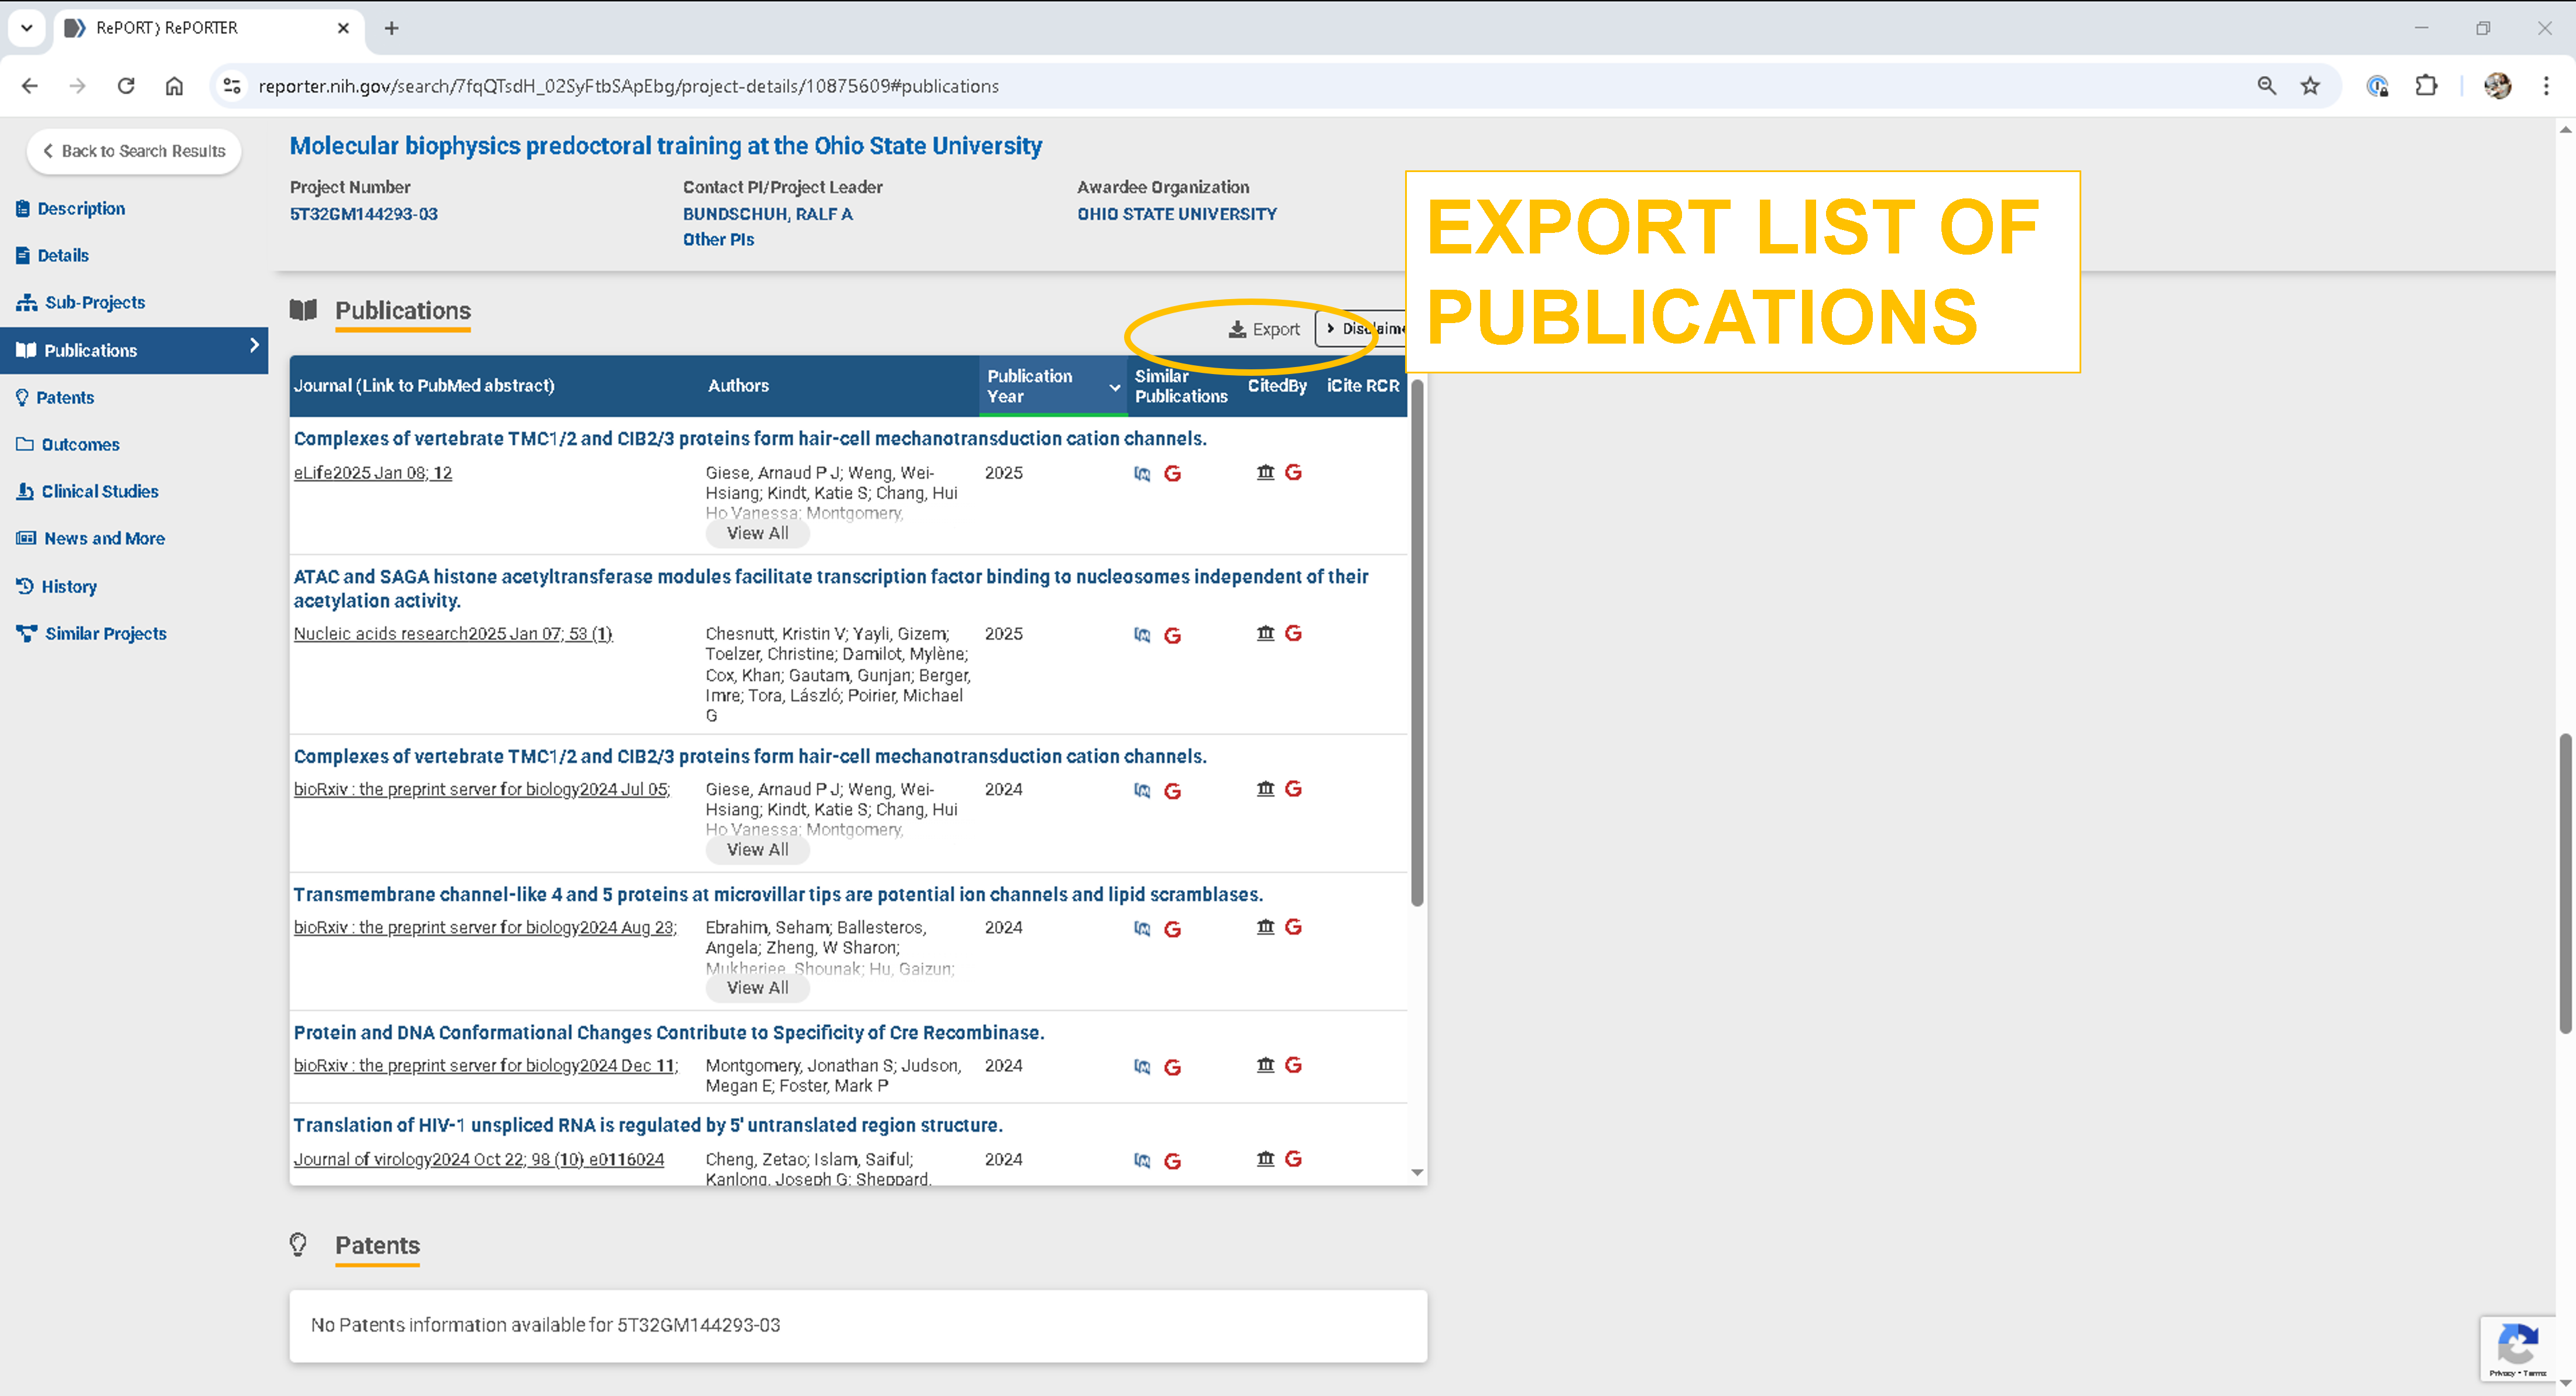 RePORT ⟩ RePORTER
reporter.nih.gov/search/7fqQTsdH_02SyFtbSApEbg/project-details/10875609#publications
Back to Search Results
Molecular biophysics predoctoral training at the Ohio State University
Project Number
Contact PI/Project Leader
Awardee Organization
5T32GM144293-03
BUNDSCHUH, RALF A
OHIO STATE UNIVERSITY
Other PIs
Description
Details
Sub-Projects
Publications
Patents
Outcomes
Clinical Studies
News and More
History
Similar Projects
EXPORT LIST OF
PUBLICATIONS
Publications
Export
Disclaim
Journal (Link to PubMed abstract)
Authors
Publication
Year
Similar
Publications
CitedBy
iCite RCR
Complexes of vertebrate TMC1/2 and CIB2/3 proteins form hair-cell mechanotransduction cation channels.
eLife2025 Jan 08; 12
Giese, Arnaud P J; Weng, Wei-
Hsiang; Kindt, Katie S; Chang, Hui
Ho Vanessa; Montgomery,
View All
2025
ATAC and SAGA histone acetyltransferase modules facilitate transcription factor binding to nucleosomes independent of their
acetylation activity.
Nucleic acids research2025 Jan 07; 53 (1)
Chesnutt, Kristin V; Yayli, Gizem;
Toelzer, Christine; Damilot, Mylène;
Cox, Khan; Gautam, Gunjan; Berger,
Imre; Tora, László; Poirier, Michael
G
2025
Complexes of vertebrate TMC1/2 and CIB2/3 proteins form hair-cell mechanotransduction cation channels.
bioRxiv : the preprint server for biology2024 Jul 05;
Giese, Arnaud P J; Weng, Wei-
Hsiang; Kindt, Katie S; Chang, Hui
Ho Vanessa; Montgomery,
View All
2024
Transmembrane channel-like 4 and 5 proteins at microvillar tips are potential ion channels and lipid scramblases.
bioRxiv : the preprint server for biology2024 Aug 23;
Ebrahim, Seham; Ballesteros,
Angela; Zheng, W Sharon;
Mukherjee, Shounak; Hu, Gaizun;
View All
2024
Protein and DNA Conformational Changes Contribute to Specificity of Cre Recombinase.
bioRxiv : the preprint server for biology2024 Dec 11;
Montgomery, Jonathan S; Judson,
Megan E; Foster, Mark P
2024
Translation of HIV-1 unspliced RNA is regulated by 5' untranslated region structure.
Journal of virology2024 Oct 22; 98 (10) e0116024
Cheng, Zetao; Islam, Saiful;
Kanlong, Joseph G; Sheppard,
2024
Patents
No Patents information available for 5T32GM144293-03
Privacy - Terms